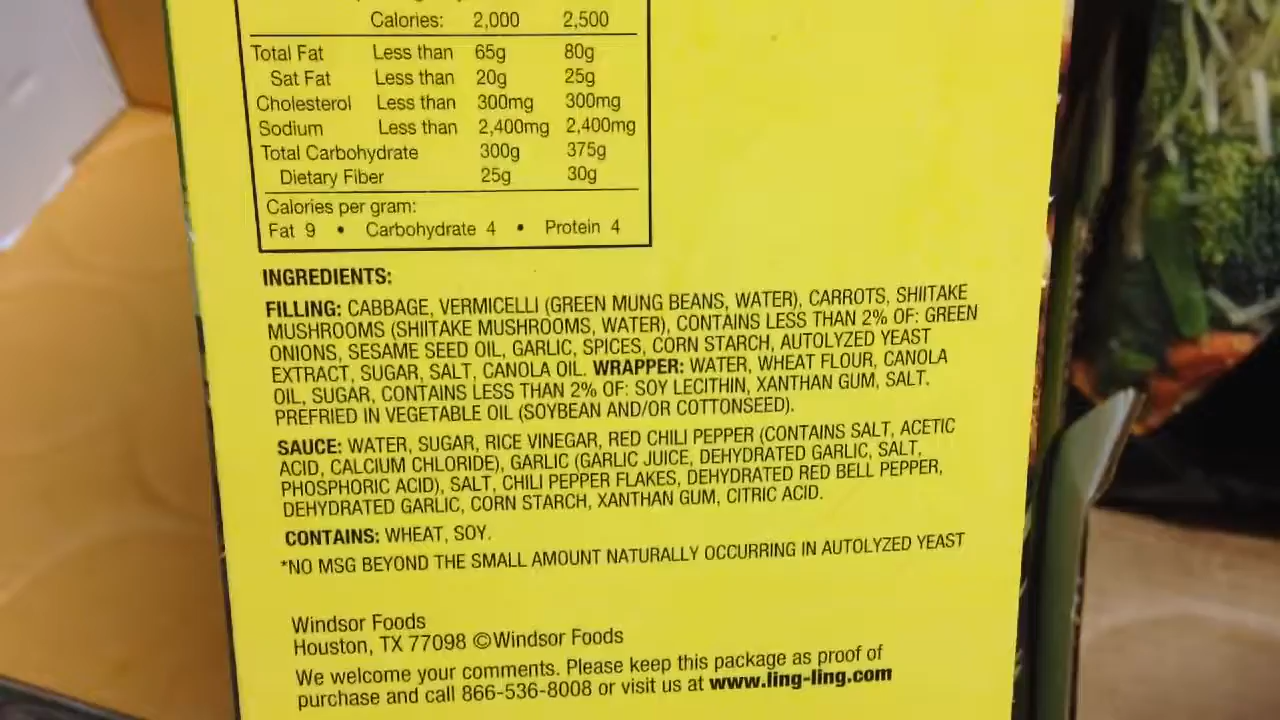 Calories: 2,000 2,500
Total Fat Less than 65g 80g
Sat Fat Less than 20g 25g
Cholesterol Less than 300mg 300mg
Sodium Less than 2,400mg 2,400mg
Total Carbohydrate 300g 375g
Dietary Fiber 25g 30g
Calories per gram:
Fat 9 • Carbohydrate 4 • Protein 4
INGREDIENTS:
FILLING: CABBAGE, VERMICELLI (GREEN MUNG BEANS, WATER), CARROTS, SHIITAKE
MUSHROOMS (SHIITAKE MUSHROOMS, WATER), CONTAINS LESS THAN 2% OF: GREEN
ONIONS, SESAME SEED OIL, GARLIC, SPICES, CORN STARCH, AUTOLYZED YEAST
EXTRACT, SUGAR, SALT, CANOLA OIL. WRAPPER: WATER, WHEAT FLOUR, CANOLA
OIL, SUGAR, CONTAINS LESS THAN 2% OF: SOY LECITHIN, XANTHAN GUM, SALT.
PREFRIED IN VEGETABLE OIL (SOYBEAN AND/OR COTTONSEED).
SAUCE: WATER, SUGAR, RICE VINEGAR, RED CHILI PEPPER (CONTAINS SALT, ACETIC
ACID, CALCIUM CHLORIDE), GARLIC (GARLIC JUICE, DEHYDRATED GARLIC, SALT,
PHOSPHORIC ACID), SALT, CHILI PEPPER FLAKES, DEHYDRATED RED BELL PEPPER,
DEHYDRATED GARLIC, CORN STARCH, XANTHAN GUM, CITRIC ACID.
CONTAINS: WHEAT, SOY.
*NO MSG BEYOND THE SMALL AMOUNT NATURALLY OCCURRING IN AUTOLYZED YEAST
Windsor Foods
Houston, TX 77098 ©Windsor Foods
We welcome your comments. Please keep this package as proof of
purchase and call 866-536-8008 or visit us at www.ling-ling.com